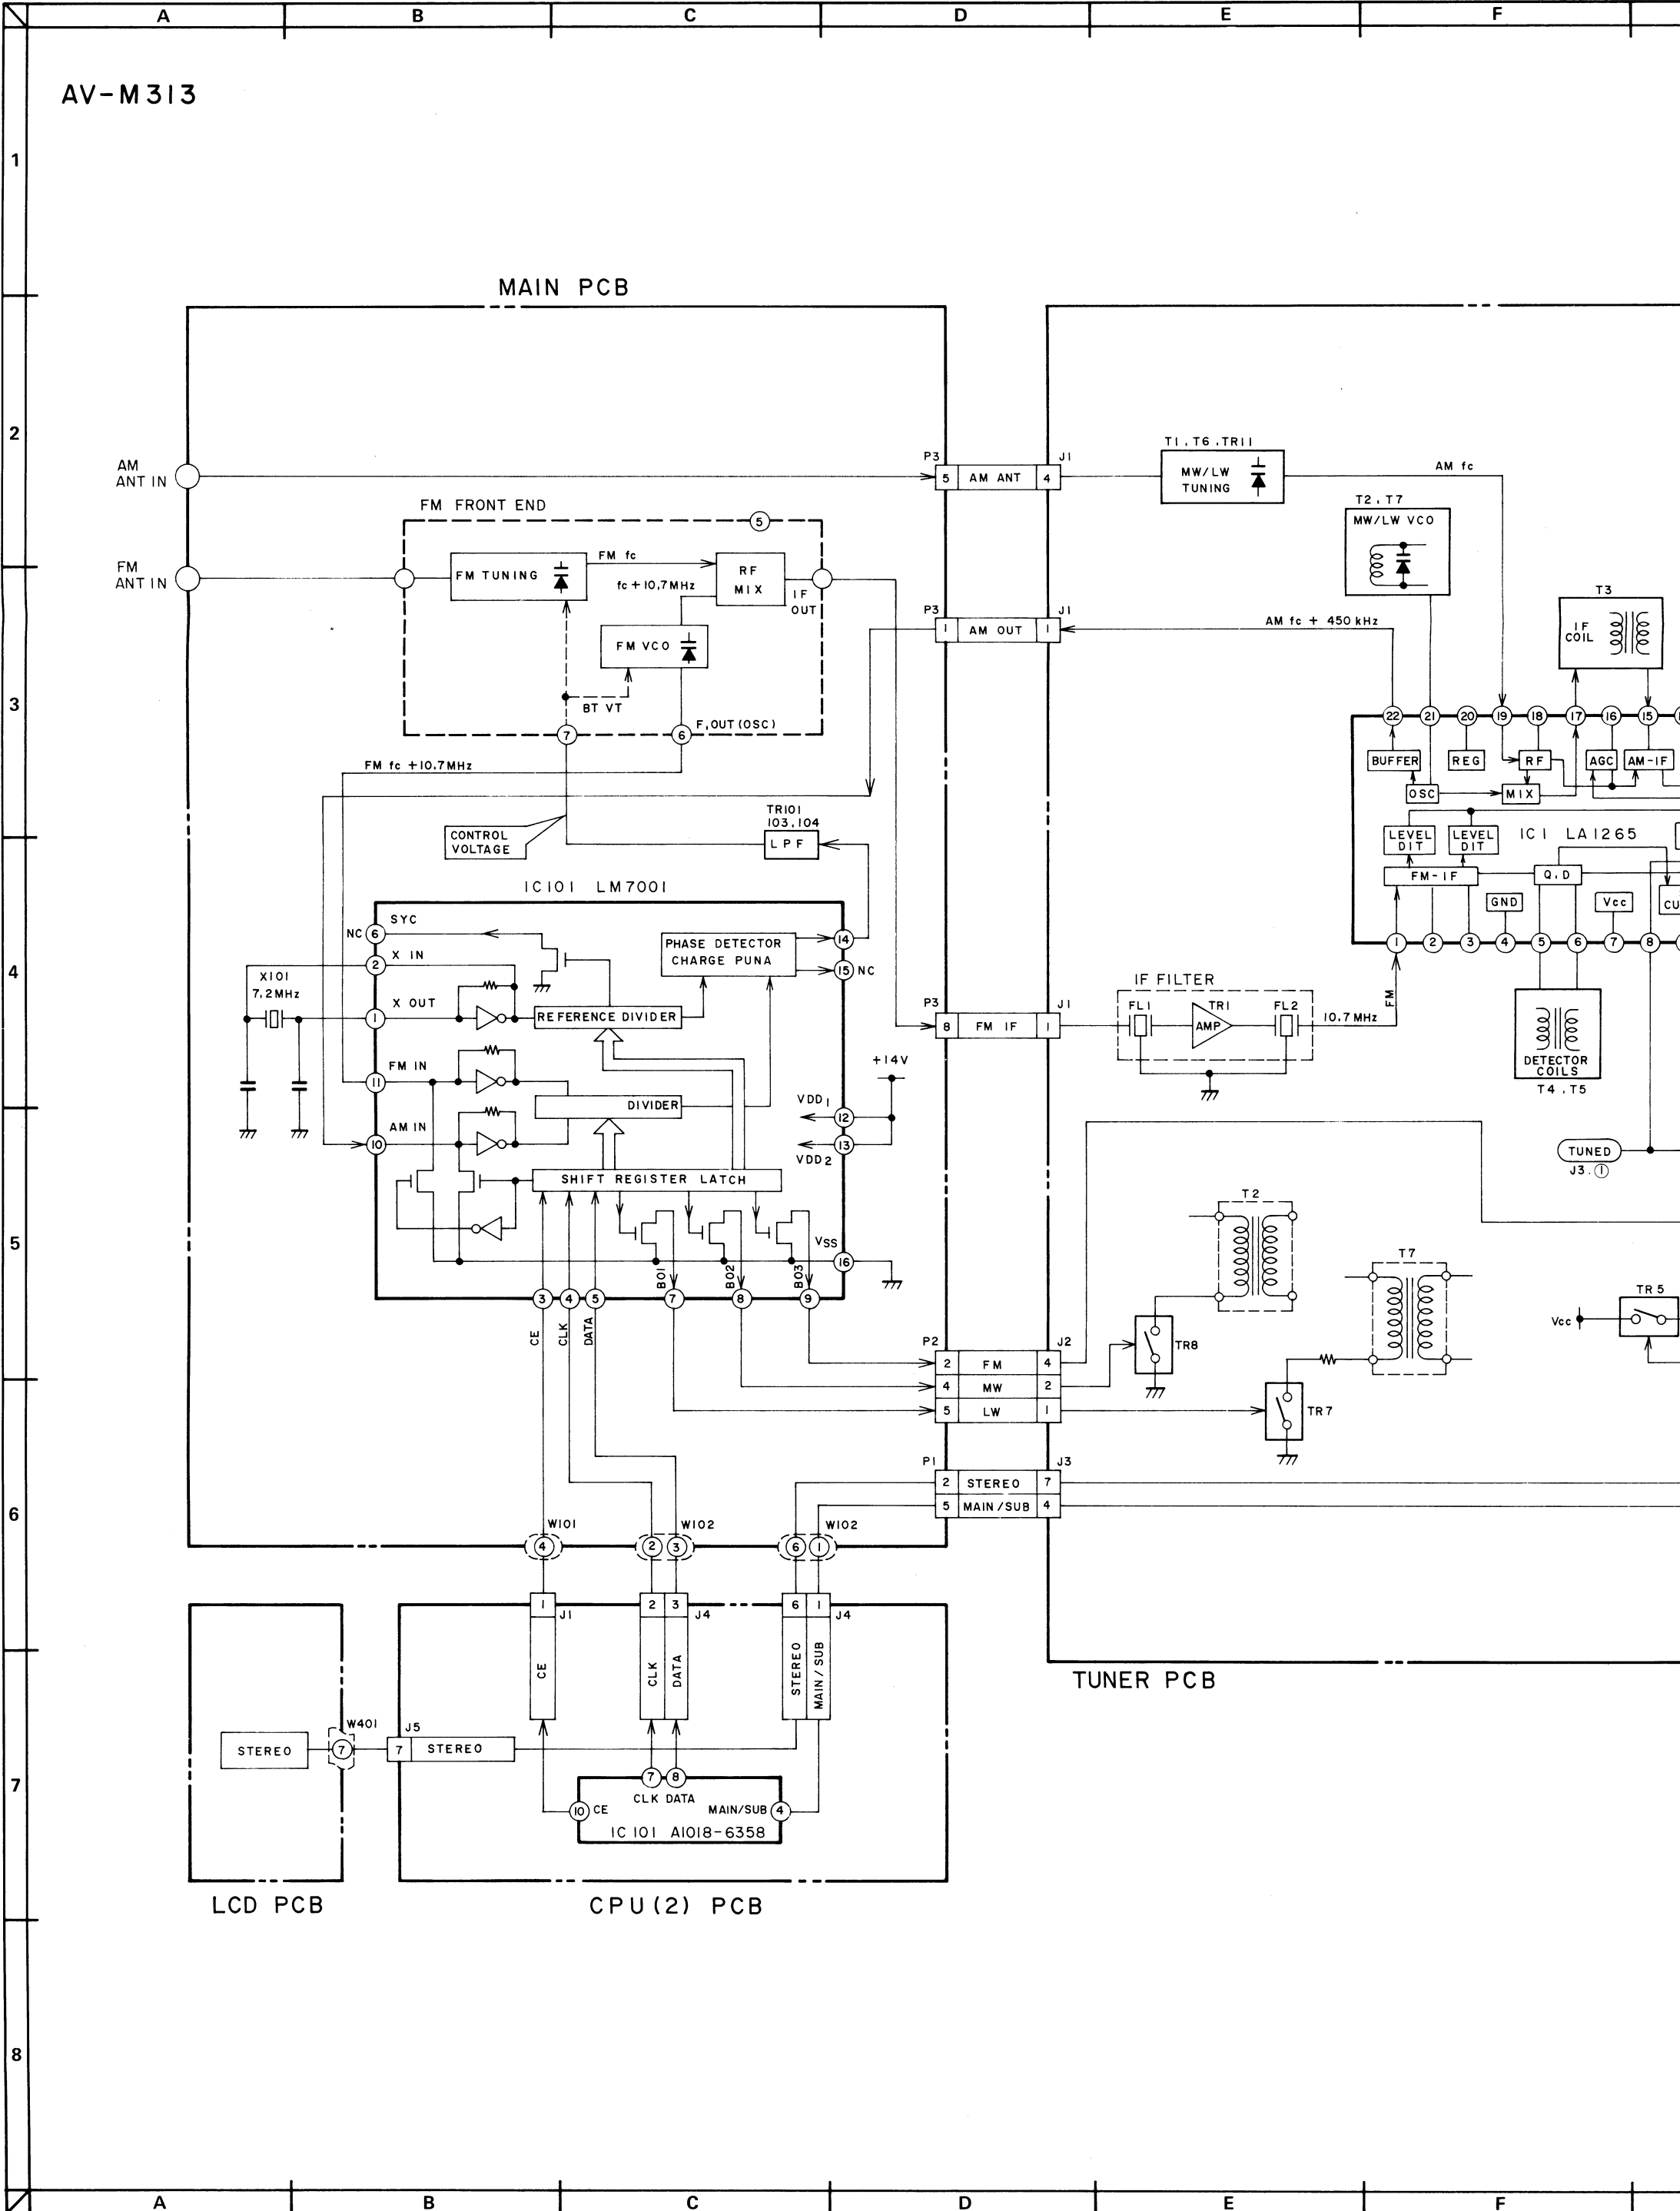 A B C D E F
AV-M313
1
MAIN PCB
2
AM
ANT IN
P3
5 AM ANT 4
J1
T1, T6, TR11
MW/LW
TUNING
AM fc
T2, T7
MW/LW VCO
FM FRONT END
5
FM
ANT IN
FM TUNING
FM fc
fc+10,7MHz
RF
MIX
IF
OUT
FM VCO
BT VT
F,OUT(OSC)
7 6
P3
1 AM OUT 1
J1
AM fc + 450 kHz
T3
IF
COIL
3
FM fc +10.7MHz
22 21 20 19 18 17 16 15
BUFFER REG RF AGC AM-IF
OSC MIX
TR101
103,104
LPF
CONTROL
VOLTAGE
LEVEL
DIT
LEVEL
DIT
IC1 LA1265
FM-IF Q,D
GND Vcc CU
1 2 3 4 5 6 7 8
IC101 LM7001
4
SYC
NC 6
2 X IN
X101
7,2MHz
1 X OUT
REFERENCE DIVIDER
PHASE DETECTOR
CHARGE PUNA
14
15 NC
P3
8 FM IF 1
J1
IF FILTER
FL1 TR1 FL2
AMP
10.7 MHz
FM
DETECTOR
COILS
T4, T5
11 FM IN
DIVIDER
10 AM IN
+14V
VDD1
12
13
VDD2
SHIFT REGISTER LATCH
TUNED
J3. 1
5
VSS
16
BO1 BO2 BO3
3 4 5 7 8 9
CE CLK DATA
T2
T7
TR5
Vcc
TR8
TR7
P2 J2
2 FM 4
4 MW 2
5 LW 1
P1 J3
2 STEREO 7
5 MAIN/SUB 4
6
W101 W102 W102
4 2 3 6 1
1 J1 2 3 J4 6 1 J4
CE CLK DATA STEREO MAIN/SUB
TUNER PCB
7
STEREO
W401
7
J5
7 STEREO
7 8
CLK DATA
10 CE MAIN/SUB 4
IC101 A1018-6358
LCD PCB
CPU(2) PCB
8
A B C D E F